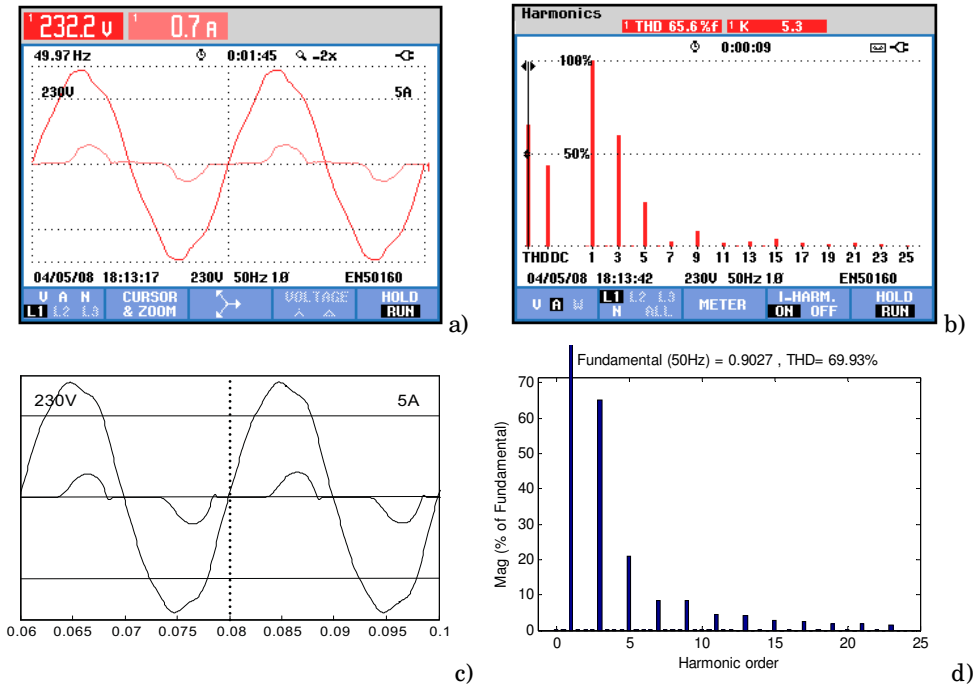 1 232.2 V 1 0.7 A
49.97 Hz 0:01:45 -2x
230V 5A
1
04/05/08 18:13:17 230V 50Hz 1Ø EN50160
V A N CURSOR VOLTAGE HOLD
L1 L2 L3 & ZOOM RUN
a)
Harmonics
1 THD 65.6 %f 1 K 5.3
0:00:09
100%
50%
THD DC 1 3 5 7 9 11 13 15 17 19 21 23 25
04/05/08 18:13:42 230V 50Hz 1Ø EN50160
V A W L1 L2 L3 METER I-HARM. HOLD
N ALL ON OFF RUN
b)
230V 5A
0.06 0.065 0.07 0.075 0.08 0.085 0.09 0.095 0.1
c)
Fundamental (50Hz) = 0.9027 , THD= 69.93%
Mag (% of Fundamental)
70
60
50
40
30
20
10
0
0 5 10 15 20 25
Harmonic order
d)